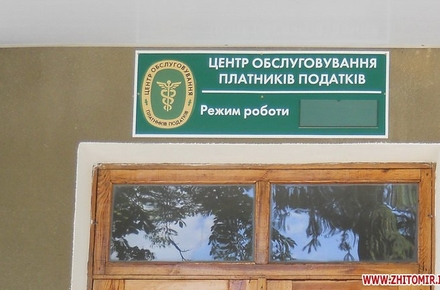 ЦЕНТР ОБСЛУГОВУВАННЯ
ПЛАТНИКІВ ПОДАТКІВ
Режим роботи
ЦЕНТР ОБСЛУГОВУВАННЯ
ПЛАТНИКІВ ПОДАТКІВ
www.zhitomir.i